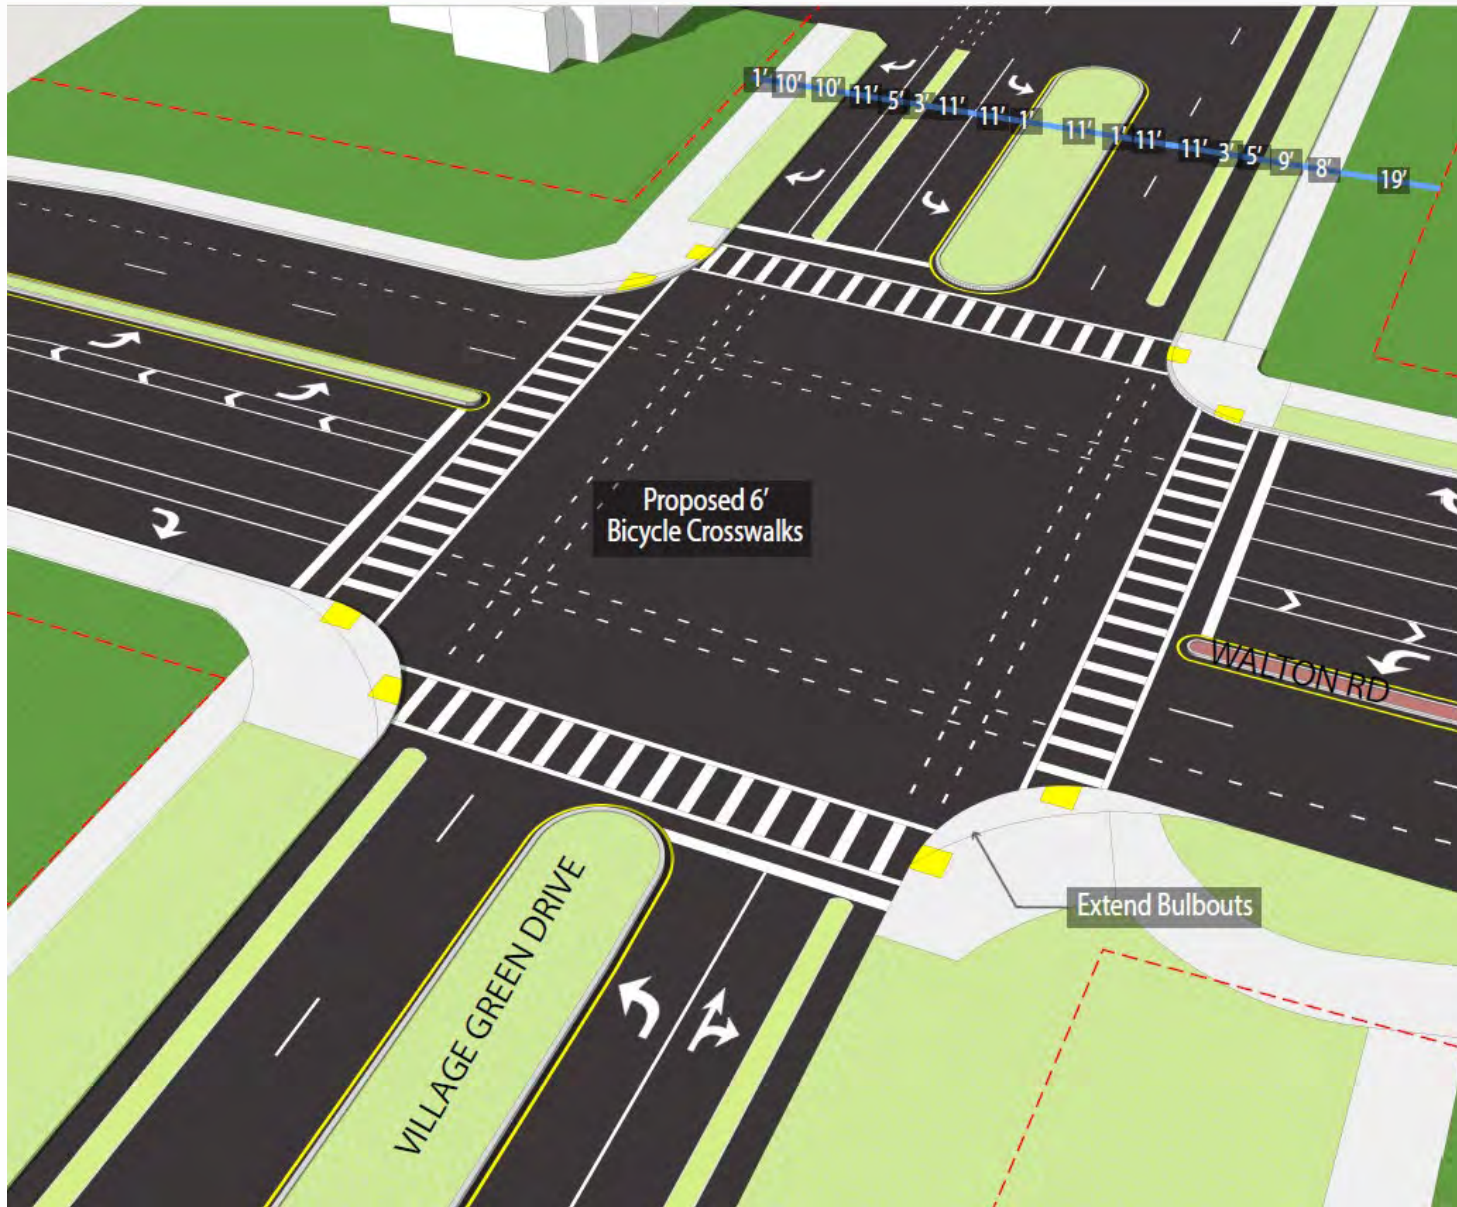 1' 10' 10' 11' 5' 3' 11' 11' 1' 11' 1' 11' 11' 3' 5' 9' 8' 19'
Proposed 6'
Bicycle Crosswalks
WALTON RD
Extend Bulbouts
VILLAGE GREEN DRIVE